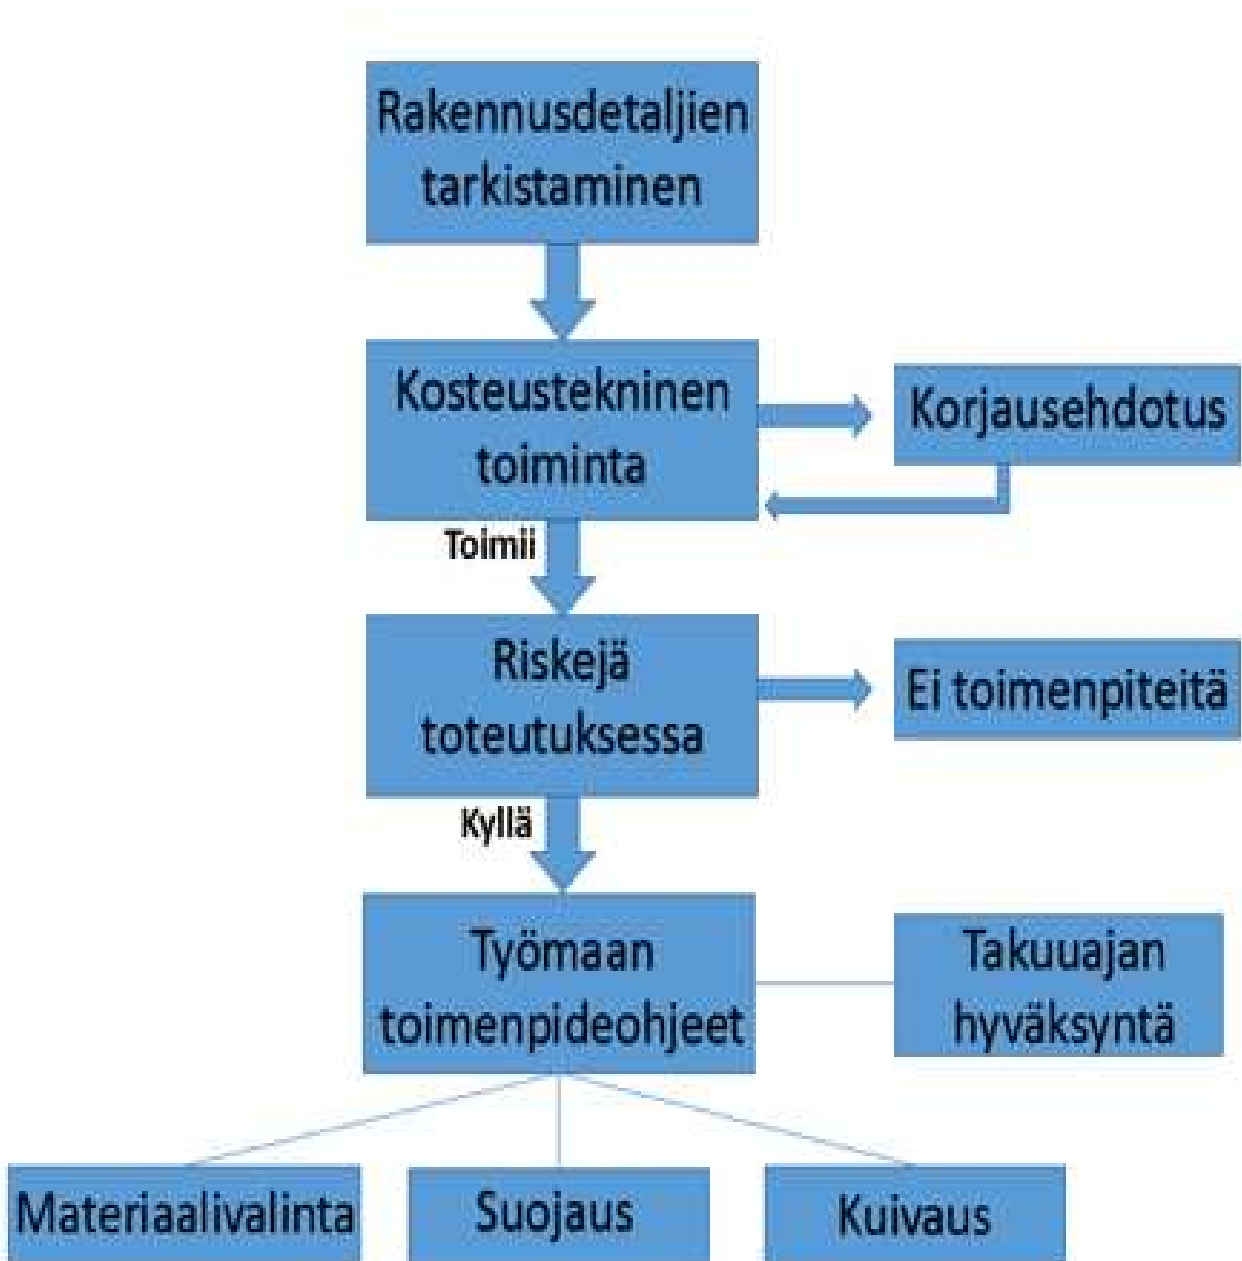 Rakennusdetaljien
tarkistaminen
Kosteustekninen
toiminta
Korjausehdotus
Toimii
Riskejä
toteutuksessa
Ei toimenpiteitä
Kyllä
Työmaan
toimenpideohjeet
Takuuajan
hyväksyntä
Materiaalivalinta
Suojaus
Kuivaus